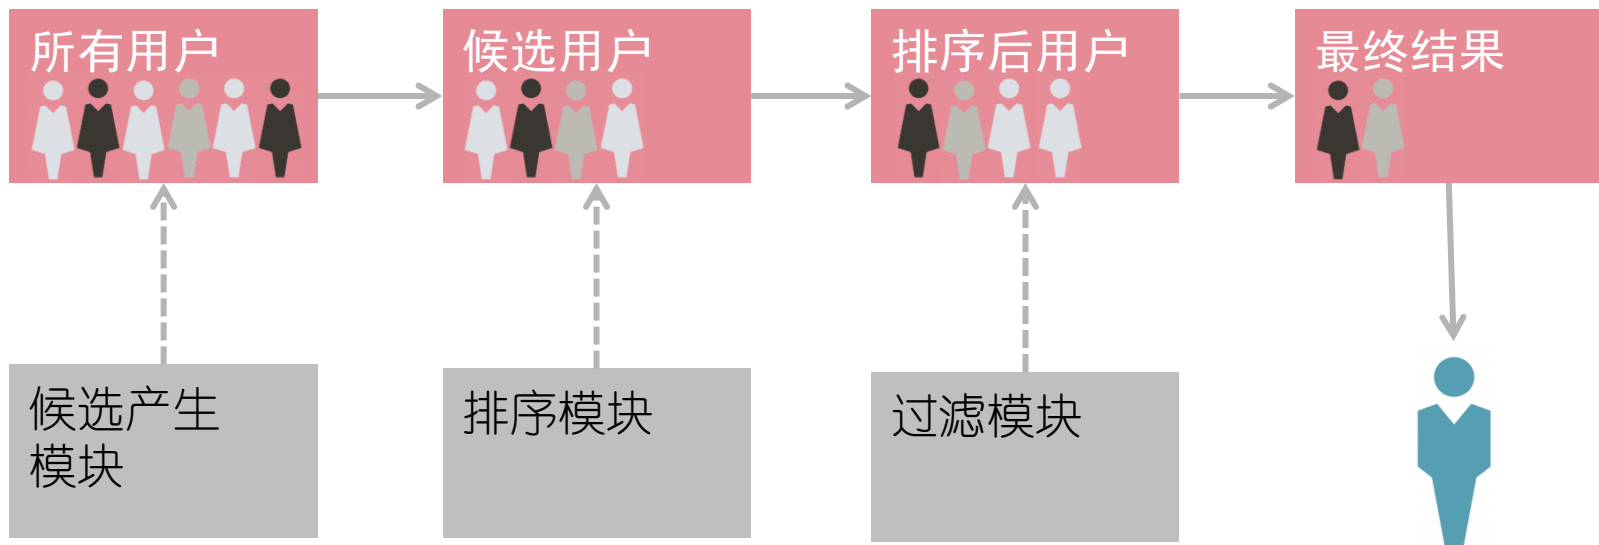 所有用户
候选用户
排序后用户
最终结果
候选产生
模块
排序模块
过滤模块